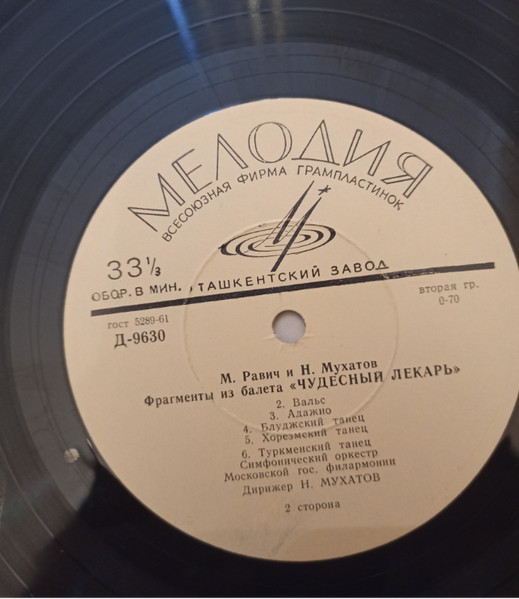 МЕЛОДИЯ
ВСЕСОЮЗНАЯ ФИРМА ГРАМПЛАСТИНОК
33⅓
ОБОР. В МИН.
ТАШКЕНТСКИЙ ЗАВОД
гост 5289-61
Д-9630
вторая гр.
0-70
М. Равич и Н. Мухатов
Фрагменты из балета «ЧУДЕСНЫЙ ЛЕКАРЬ»
2. Вальс
3. Адажио
4. Блуджский танец
5. Хорезмский танец
6. Туркменский танец
Симфонический оркестр
Московской гос. филармонии
Дирижер Н. МУХАТОВ
2 сторона